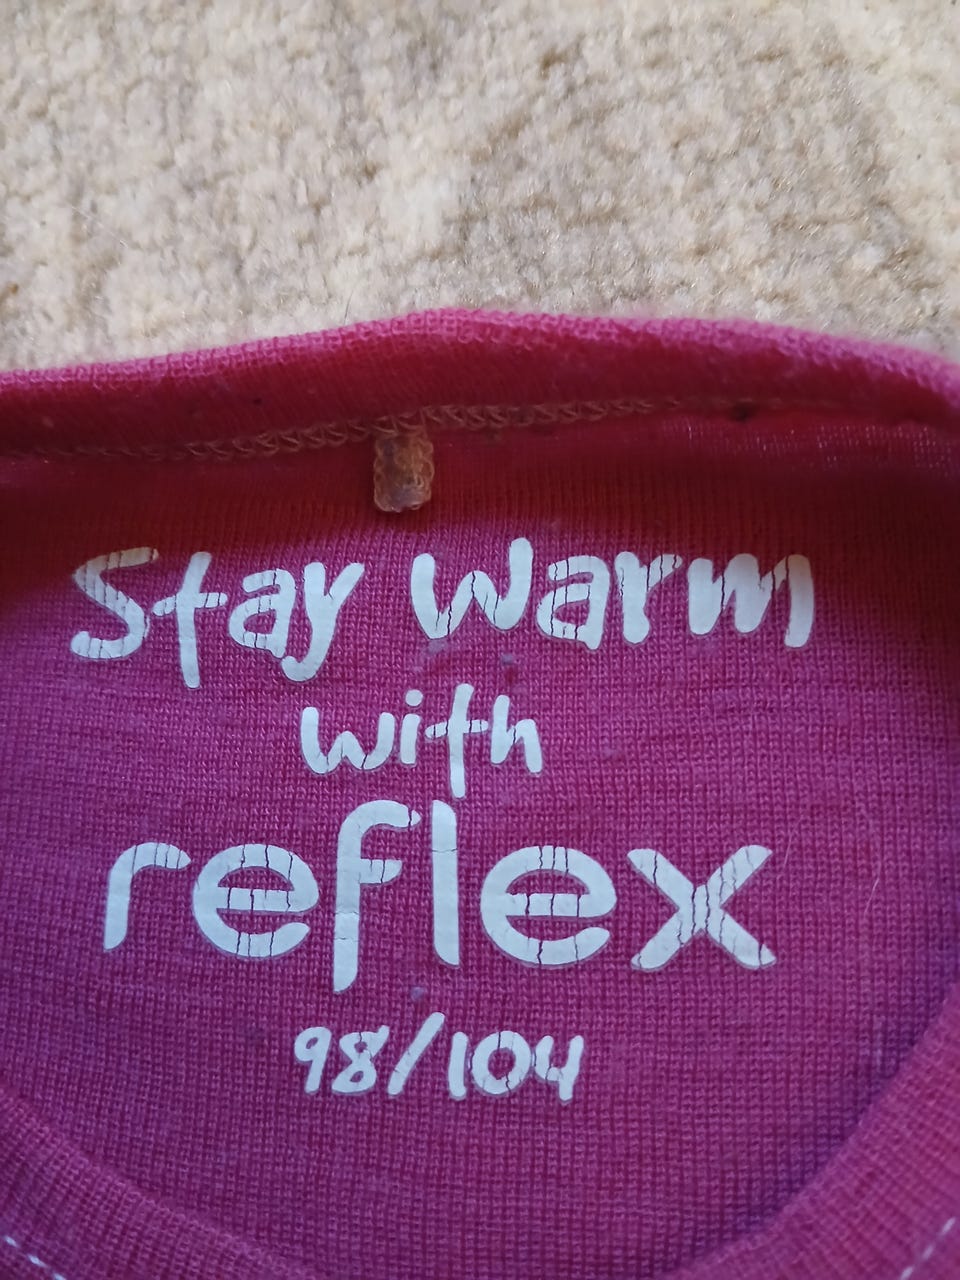 Stay warm
with
reflex
98/104